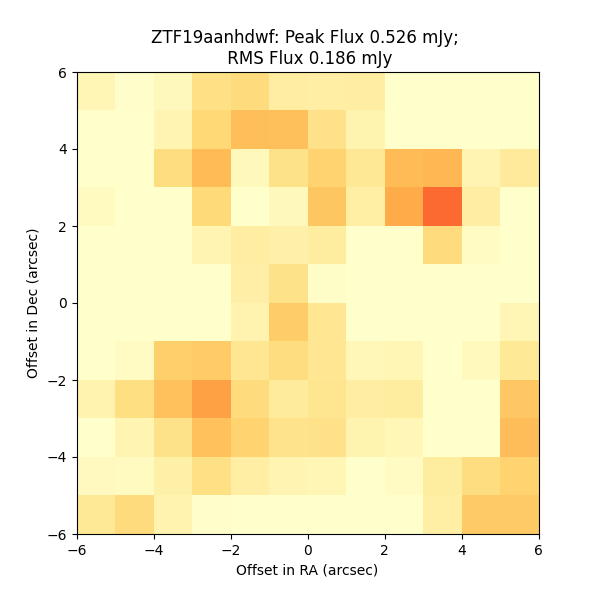 ZTF19aanhdwf: Peak Flux 0.526 mJy;
RMS Flux 0.186 mJy
6
4
2
0
−2
−4
−6
Offset in Dec (arcsec)
−6 −4 −2 0 2 4 6
Offset in RA (arcsec)